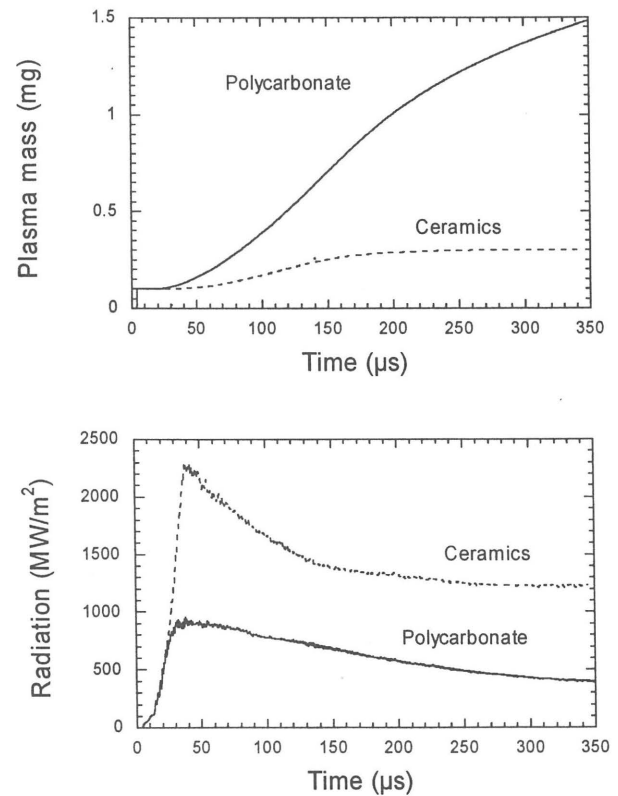 1.5
Polycarbonate
1
Plasma mass (mg)
0.5
Ceramics
0
0 50 100 150 200 250 300 350
Time (µs)
2500
2000
Radiation (MW/m²)
1500
Ceramics
1000
Polycarbonate
500
0
0 50 100 150 200 250 300 350
Time (µs)